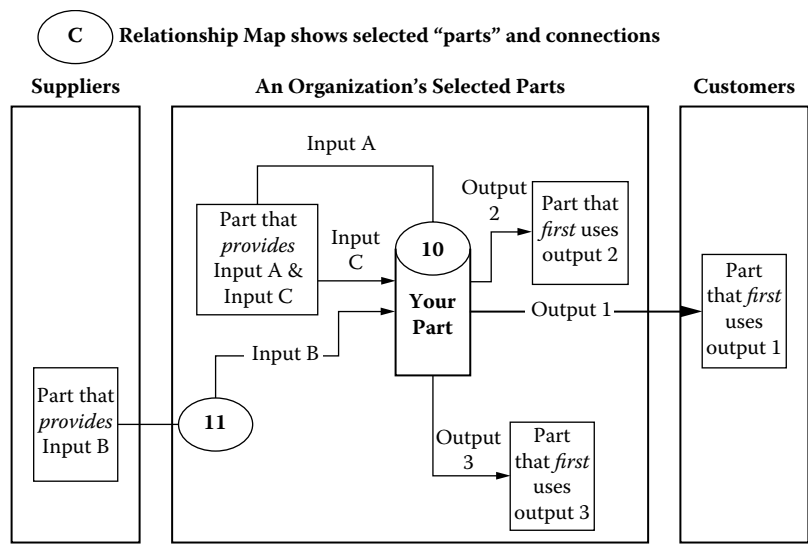 C Relationship Map shows selected “parts” and connections
Suppliers
An Organization’s Selected Parts
Customers
Input A
Part that
provides
Input A &
Input C
Input
C
10
Your
Part
Output
2
Part that
first uses
output 2
Output 1
Part
that first
uses
output 1
Input B
Part that
provides
Input B
11
Output
3
Part
that first
uses
output 3